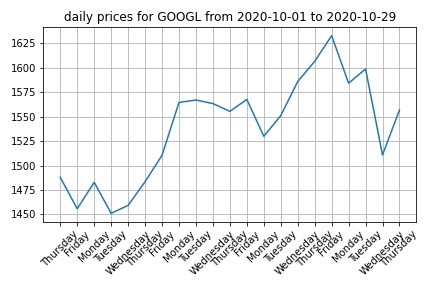 daily prices for GOOGL from 2020-10-01 to 2020-10-29
1625
1600
1575
1550
1525
1500
1475
1450
Thursday
Friday
Monday
Tuesday
Wednesday
Thursday
Friday
Monday
Tuesday
Wednesday
Thursday
Friday
Monday
Tuesday
Wednesday
Thursday
Friday
Monday
Tuesday
Wednesday
Thursday